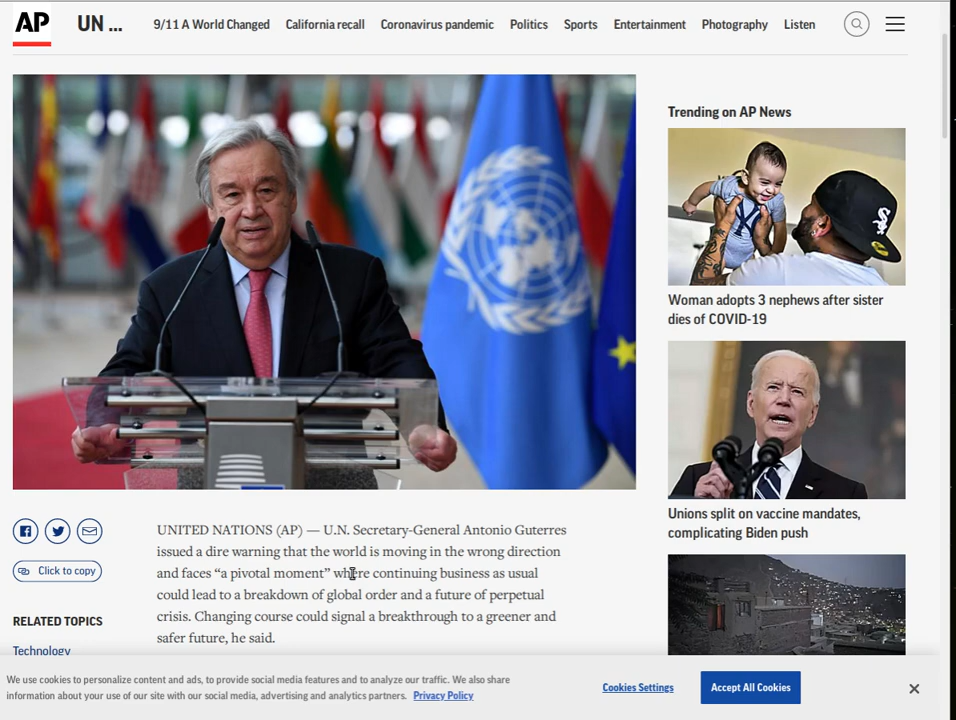 AP
UN ...
9/11 A World Changed
California recall
Coronavirus pandemic
Politics
Sports
Entertainment
Photography
Listen
Trending on AP News
Woman adopts 3 nephews after sister
dies of COVID-19
Unions split on vaccine mandates,
complicating Biden push
Click to copy
RELATED TOPICS
Technology
UNITED NATIONS (AP) — U.N. Secretary-General Antonio Guterres
issued a dire warning that the world is moving in the wrong direction
and faces “a pivotal moment” where continuing business as usual
could lead to a breakdown of global order and a future of perpetual
crisis. Changing course could signal a breakthrough to a greener and
safer future, he said.
We use cookies to personalize content and ads, to provide social media features and to analyze our traffic. We also share
information about your use of our site with our social media, advertising and analytics partners. Privacy Policy
Cookies Settings
Accept All Cookies